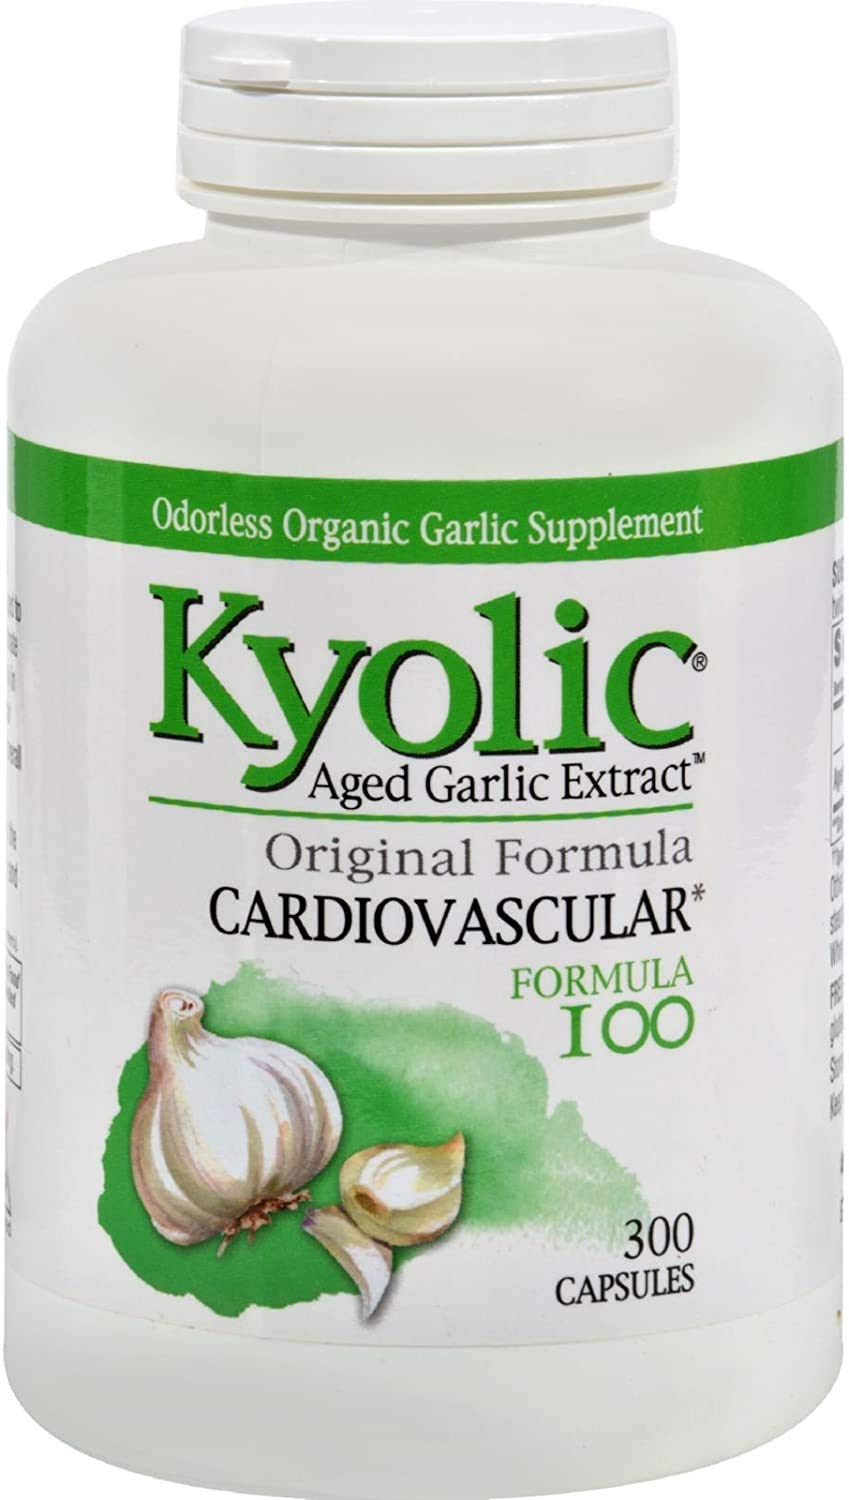 Odorless Organic Garlic Supplement
Kyolic®
Aged Garlic Extract™
Original Formula
CARDIOVASCULAR*
FORMULA
100
300
CAPSULES